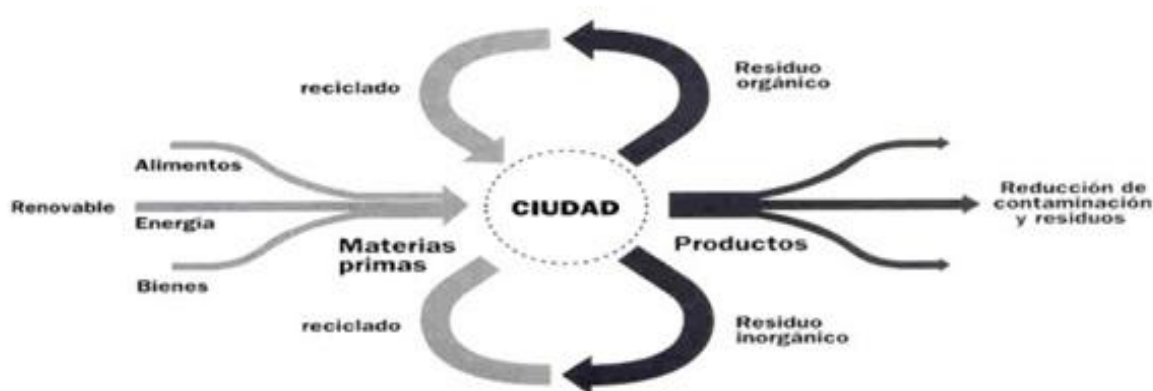 reciclado
Residuo
orgánico
Alimentos
Renovable
Energía
Bienes
Materias
primas
CIUDAD
Productos
Reducción de
contaminación
y residuos
reciclado
Residuo
inorgánico